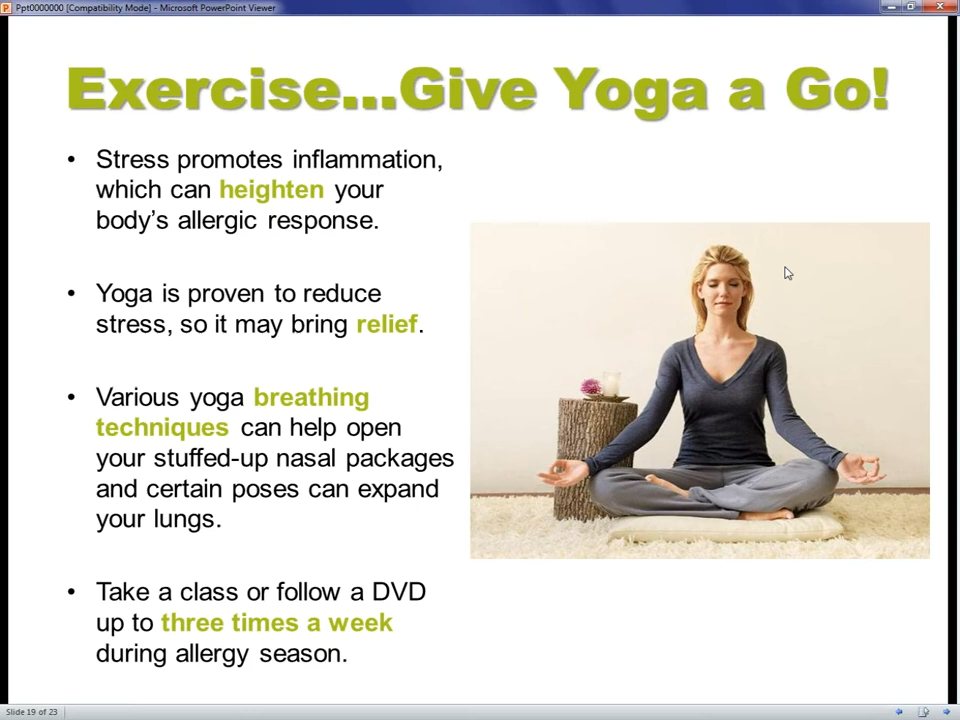 Ppt0000000 [Compatibility Mode] - Microsoft PowerPoint Viewer
Exercise...Give Yoga a Go!
• Stress promotes inflammation,
which can heighten your
body's allergic response.
• Yoga is proven to reduce
stress, so it may bring relief.
• Various yoga breathing
techniques can help open
your stuffed-up nasal packages
and certain poses can expand
your lungs.
• Take a class or follow a DVD
up to three times a week
during allergy season.
Slide 19 of 23